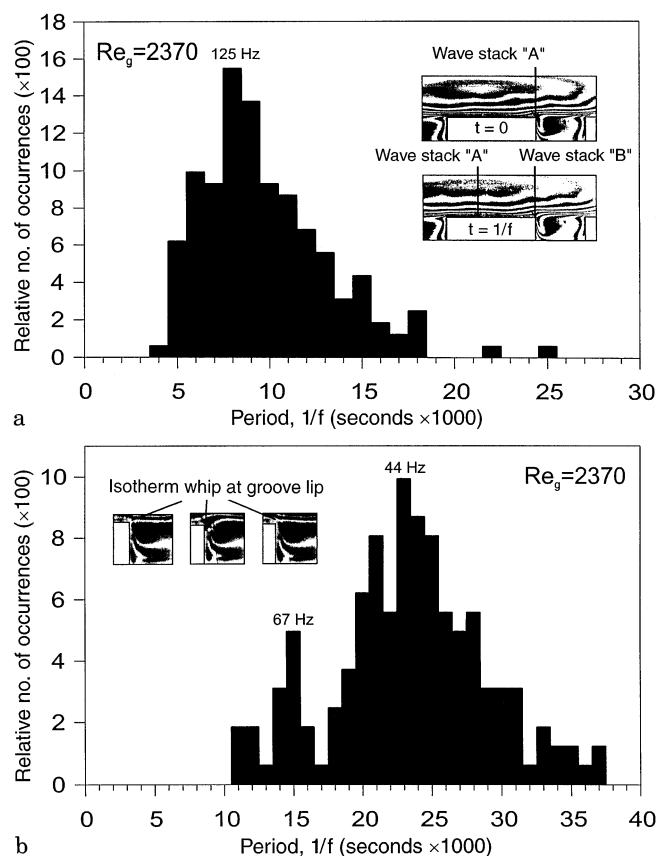 18
16
14
12
10
8
6
4
2
0
Relative no. of occurrences (×100)
Re_g=2370
125 Hz
Wave stack "A"
t = 0
Wave stack "A" Wave stack "B"
t = 1/f
0 5 10 15 20 25 30
Period, 1/f (seconds ×1000)
a
10
8
6
4
2
0
Relative no. of occurrences (×100)
Isotherm whip at groove lip
44 Hz
Re_g=2370
67 Hz
0 5 10 15 20 25 30 35 40
Period, 1/f (seconds ×1000)
b